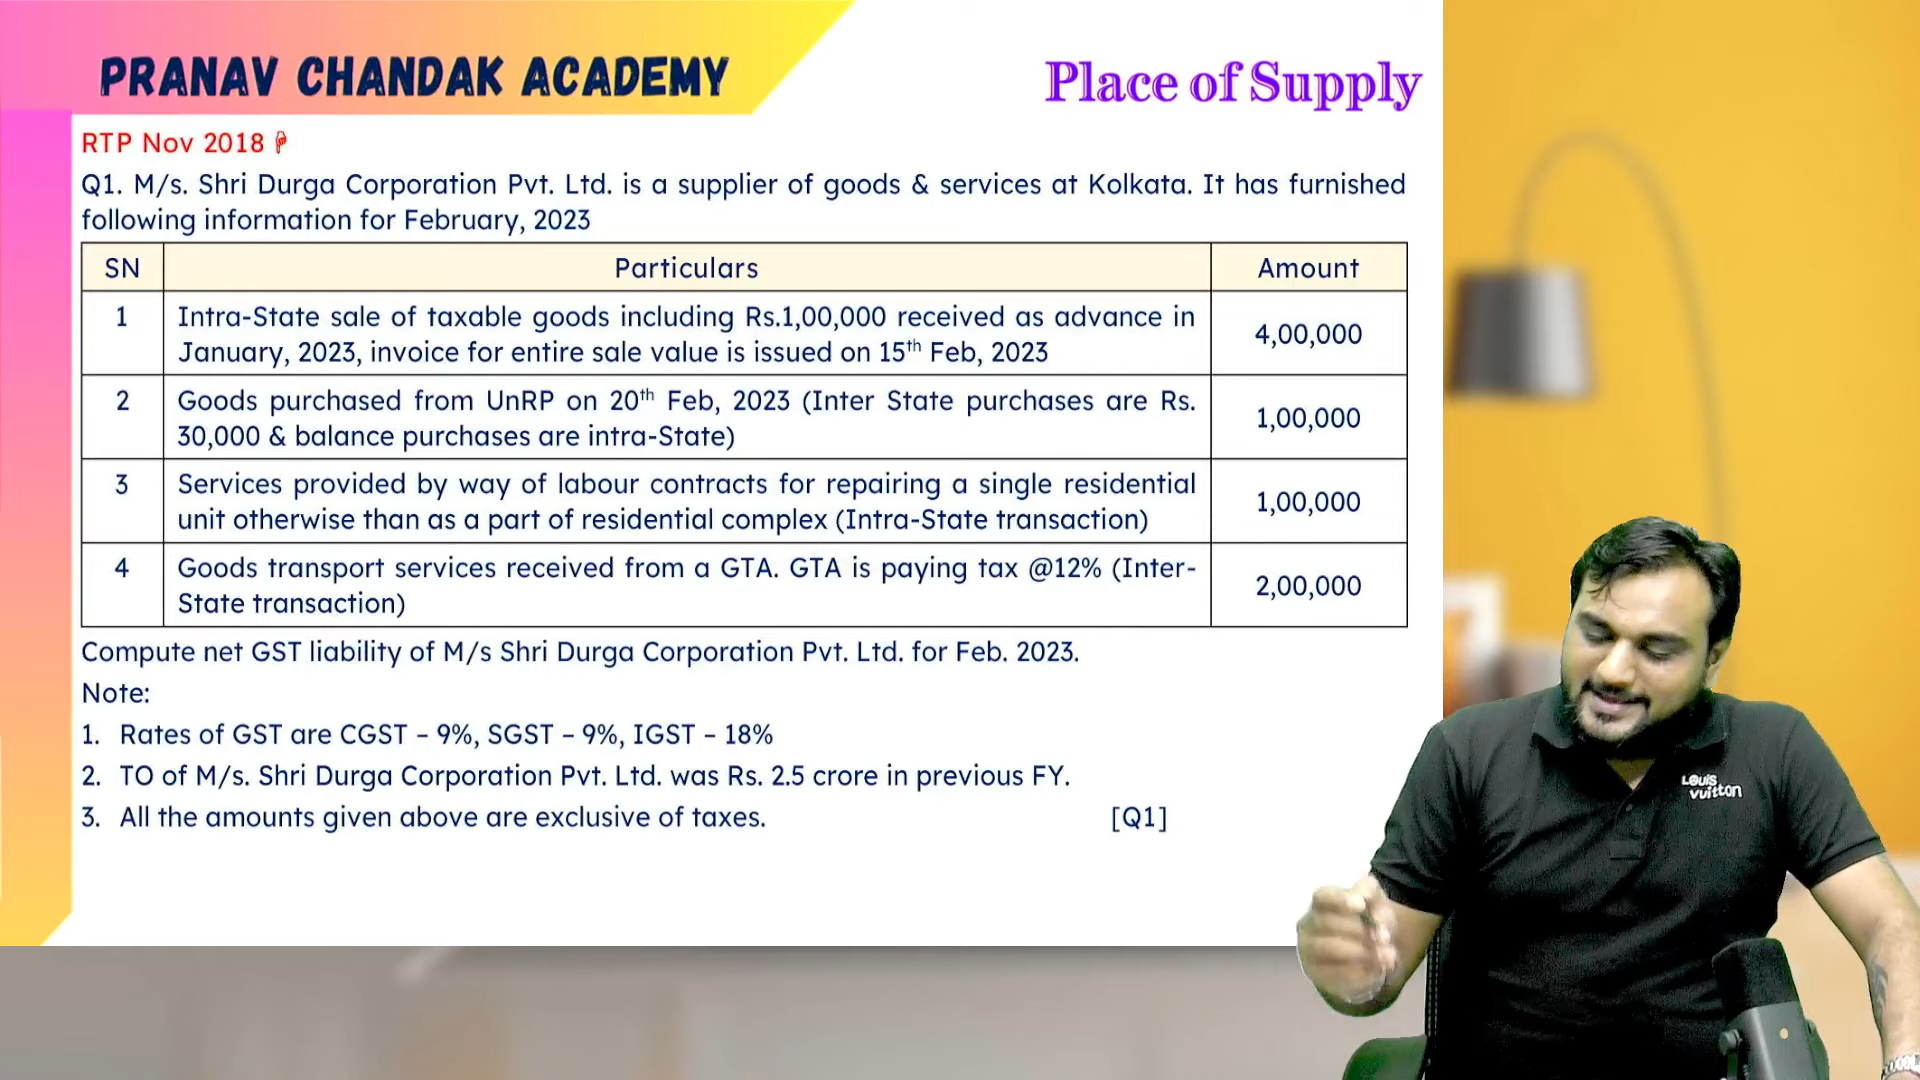 PRANAV CHANDAK ACADEMY
Place of Supply
RTP Nov 2018
Q1. M/s. Shri Durga Corporation Pvt. Ltd. is a supplier of goods & services at Kolkata. It has furnished
following information for February, 2023
SN Particulars Amount
1 Intra-State sale of taxable goods including Rs.1,00,000 received as advance in
January, 2023, invoice for entire sale value is issued on 15th Feb, 2023 4,00,000
2 Goods purchased from UnRP on 20th Feb, 2023 (Inter State purchases are Rs.
30,000 & balance purchases are intra-State) 1,00,000
3 Services provided by way of labour contracts for repairing a single residential
unit otherwise than as a part of residential complex (Intra-State transaction) 1,00,000
4 Goods transport services received from a GTA. GTA is paying tax @12% (Inter-
State transaction) 2,00,000
Compute net GST liability of M/s Shri Durga Corporation Pvt. Ltd. for Feb. 2023.
Note:
1. Rates of GST are CGST – 9%, SGST – 9%, IGST – 18%
2. TO of M/s. Shri Durga Corporation Pvt. Ltd. was Rs. 2.5 crore in previous FY.
3. All the amounts given above are exclusive of taxes. [Q1]
Louis
Vuitton